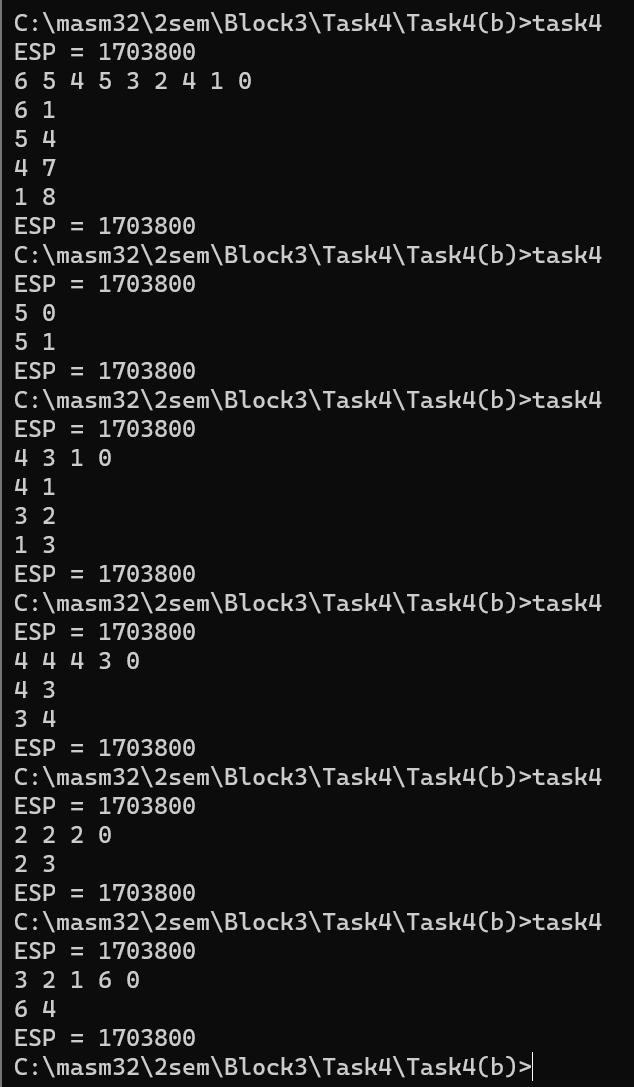 C:\masm32\2sem\Block3\Task4\Task4(b)>task4
ESP = 1703800
6 5 4 5 3 2 4 1 0
6 1
5 4
4 7
1 8
ESP = 1703800
C:\masm32\2sem\Block3\Task4\Task4(b)>task4
ESP = 1703800
5 0
5 1
ESP = 1703800
C:\masm32\2sem\Block3\Task4\Task4(b)>task4
ESP = 1703800
4 3 1 0
4 1
3 2
1 3
ESP = 1703800
C:\masm32\2sem\Block3\Task4\Task4(b)>task4
ESP = 1703800
4 4 4 3 0
4 3
3 4
ESP = 1703800
C:\masm32\2sem\Block3\Task4\Task4(b)>task4
ESP = 1703800
2 2 2 0
2 3
ESP = 1703800
C:\masm32\2sem\Block3\Task4\Task4(b)>task4
ESP = 1703800
3 2 1 6 0
6 4
ESP = 1703800
C:\masm32\2sem\Block3\Task4\Task4(b)>